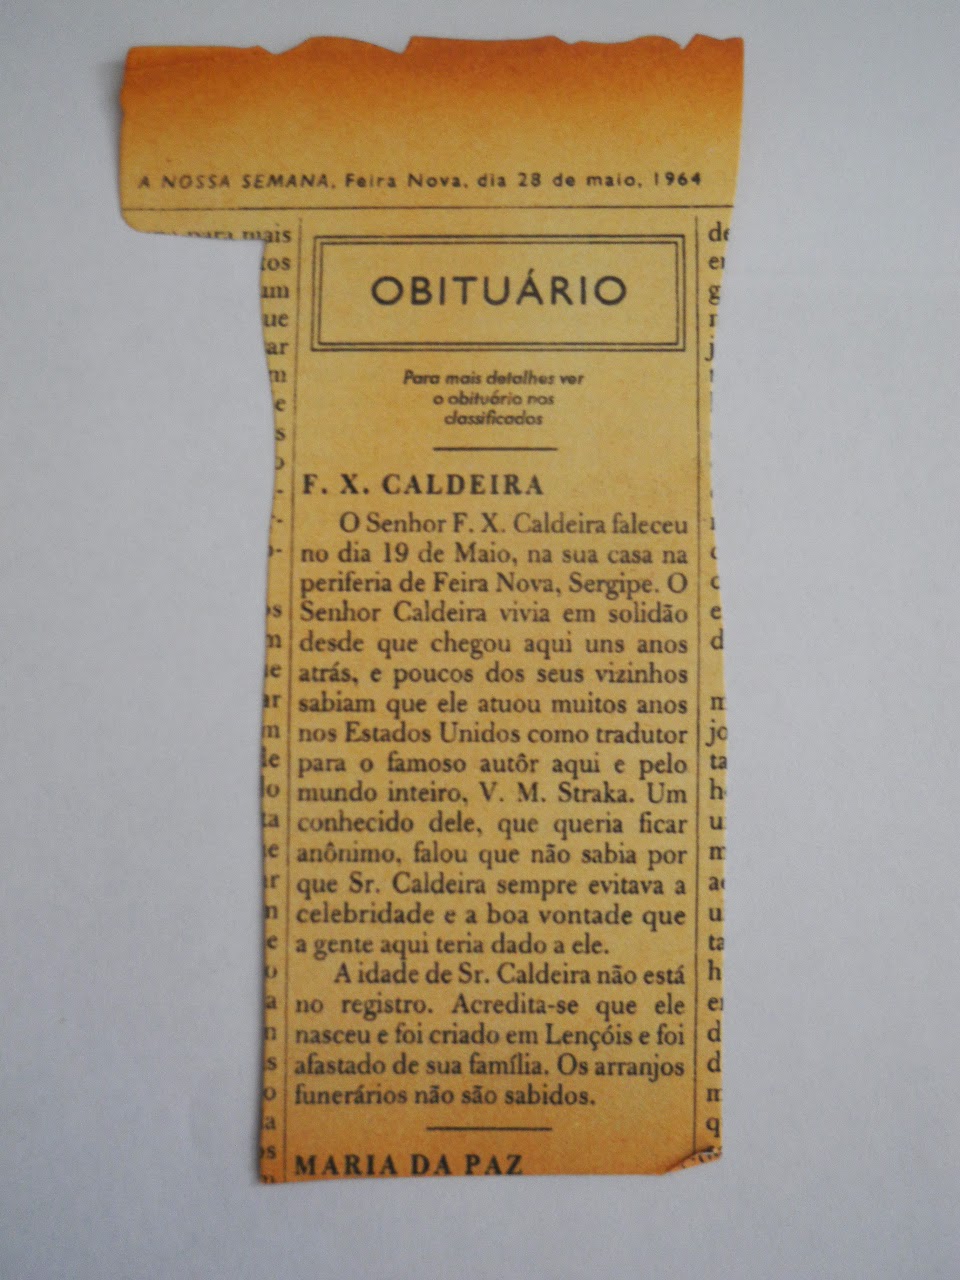 A NOSSA SEMANA, Feira Nova, dia 28 de maio, 1964
OBITUÁRIO
Para mais detalhes ver
o obituário nos
classificados
F. X. CALDEIRA
O Senhor F. X. Caldeira faleceu
no dia 19 de Maio, na sua casa na
periferia de Feira Nova, Sergipe. O
Senhor Caldeira vivia em solidão
desde que chegou aqui uns anos
atrás, e poucos dos seus vizinhos
sabiam que ele atuou muitos anos
nos Estados Unidos como tradutor
para o famoso autôr aqui e pelo
mundo inteiro, V. M. Straka. Um
conhecido dele, que queria ficar
anônimo, falou que não sabia por
que Sr. Caldeira sempre evitava a
celebridade e a boa vontade que
a gente aqui teria dado a ele.
A idade de Sr. Caldeira não está
no registro. Acredita-se que ele
nasceu e foi criado em Lençóis e foi
afastado de sua família. Os arranjos
funerários não são sabidos.
MARIA DA PAZ